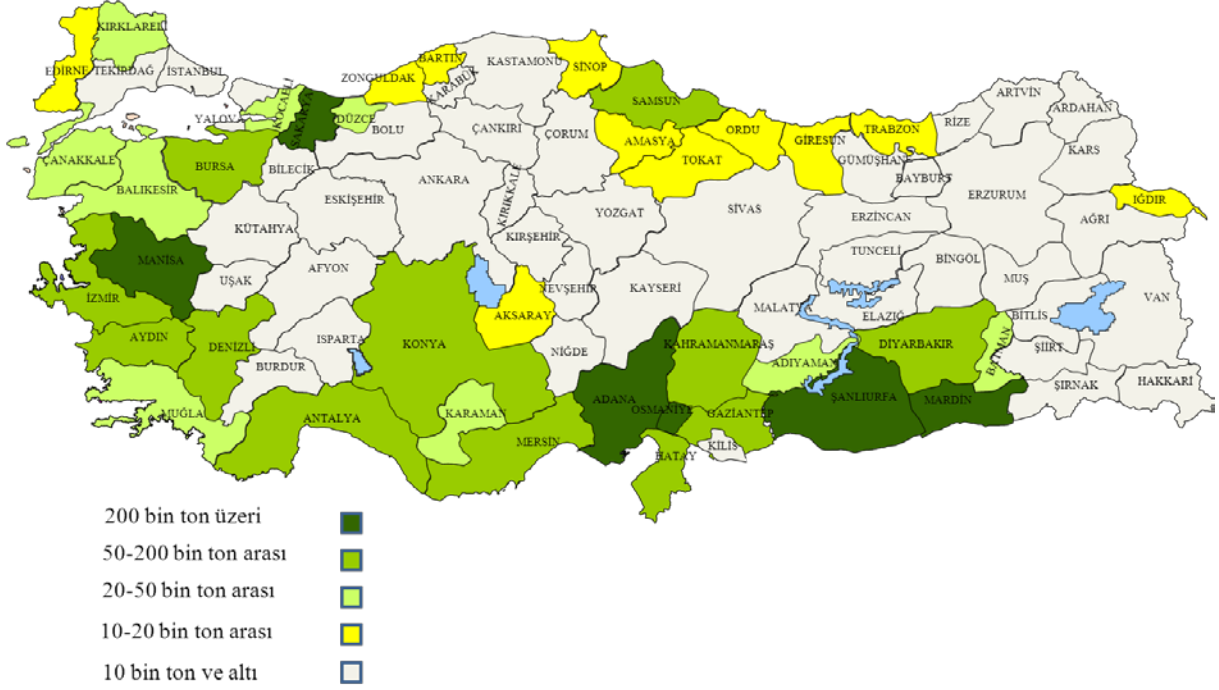 KIRKLARELİ
EDİRNE
TEKİRDAĞ
İSTANBUL
KOCAELİ
SAKARYA
YALOVA
DÜZCE
BOLU
ZONGULDAK
BARTIN
KARABÜK
KASTAMONU
SİNOP
SAMSUN
ÇANKIRI
ÇORUM
AMASYA
TOKAT
ORDU
GİRESUN
TRABZON
GÜMÜŞHANE
BAYBURT
RİZE
ARTVİN
ARDAHAN
KARS
IĞDIR
AĞRI
ERZURUM
ERZİNCAN
TUNCELİ
BİNGÖL
MUŞ
VAN
BİTLİS
ÇANAKKALE
BALIKESİR
BURSA
BİLECİK
ESKİŞEHİR
ANKARA
KIRIKKALE
KIRŞEHİR
YOZGAT
SİVAS
KÜTAHYA
MANİSA
UŞAK
AFYON
İZMİR
AYDIN
DENİZLİ
ISPARTA
BURDUR
KONYA
AKSARAY
NEVŞEHİR
KAYSERİ
NİĞDE
MALATYA
ELAZIĞ
DİYARBAKIR
BATMAN
SİİRT
ŞIRNAK
HAKKARİ
MARDİN
ŞANLIURFA
ADIYAMAN
KAHRAMANMARAŞ
GAZİANTEP
KİLİS
OSMANİYE
ADANA
HATAY
MERSİN
KARAMAN
ANTALYA
MUĞLA
200 bin ton üzeri
50-200 bin ton arası
20-50 bin ton arası
10-20 bin ton arası
10 bin ton ve altı